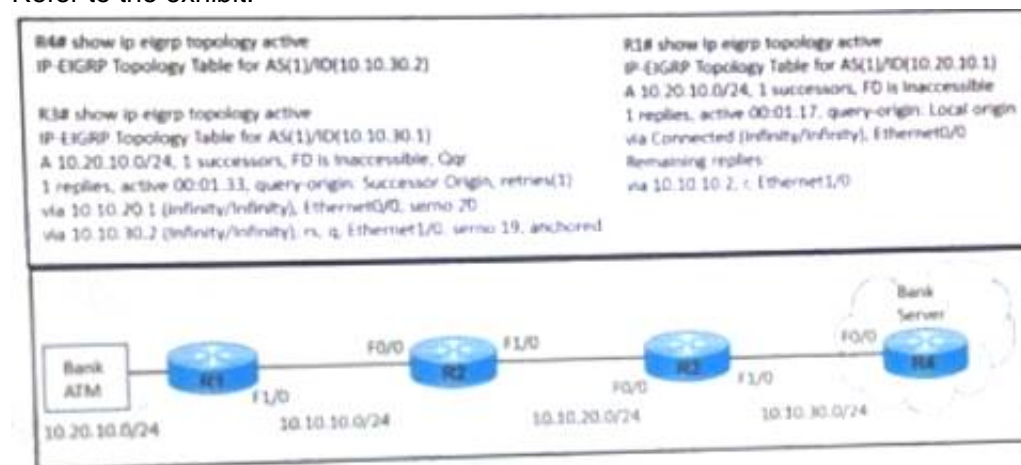 Refer to the exhibit.
R4# show ip eigrp topology active
IP-EIGRP Topology Table for AS(1)/ID(10.10.30.2)
R3# show ip eigrp topology active
IP-EIGRP Topology Table for AS(1)/ID(10.10.30.1)
A 10.20.10.0/24, 1 successors, FD is Inaccessible, Qqr
1 replies, active 00:01.33, query-origin: Successor Origin, retries(1)
via 10.10.20.1 (Infinity/Infinity), Ethernet0/0, serno 20
via 10.10.30.2 (Infinity/Infinity), rs, q, Ethernet1/0, serno 19, anchored
R1# show ip eigrp topology active
IP-EIGRP Topology Table for AS(1)/ID(10.20.10.1)
A 10.20.10.0/24, 1 successors, FD is Inaccessible
1 replies, active 00:01.17, query-origin: Local origin
via Connected (Infinity/Infinity), Ethernet0/0
Remaining replies
via 10.10.10.2, r, Ethernet1/0
Bank
Server
F0/0
F1/0
F0/0
Bank
ATM
R1
R2
R3
R4
F1/0
F0/0
F1/0
10.20.10.0/24
10.10.10.0/24
10.10.20.0/24
10.10.30.0/24